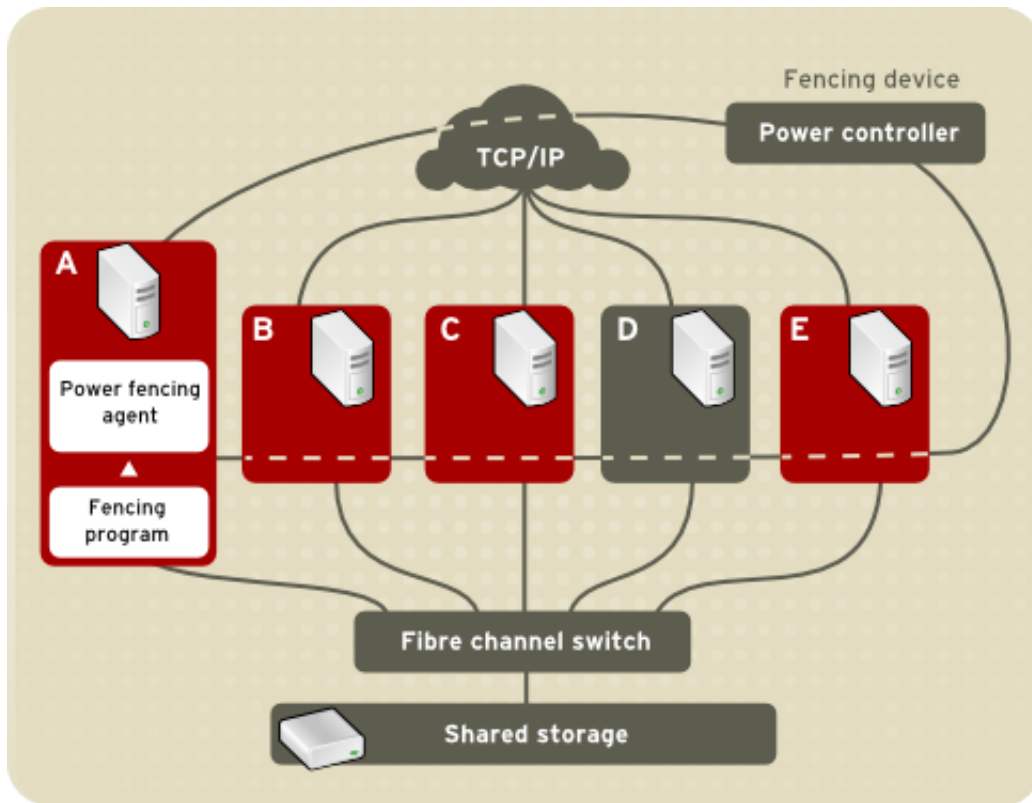 Fencing device
Power controller
TCP/IP
A
B
C
D
E
Power fencing
agent
Fencing
program
Fibre channel switch
Shared storage